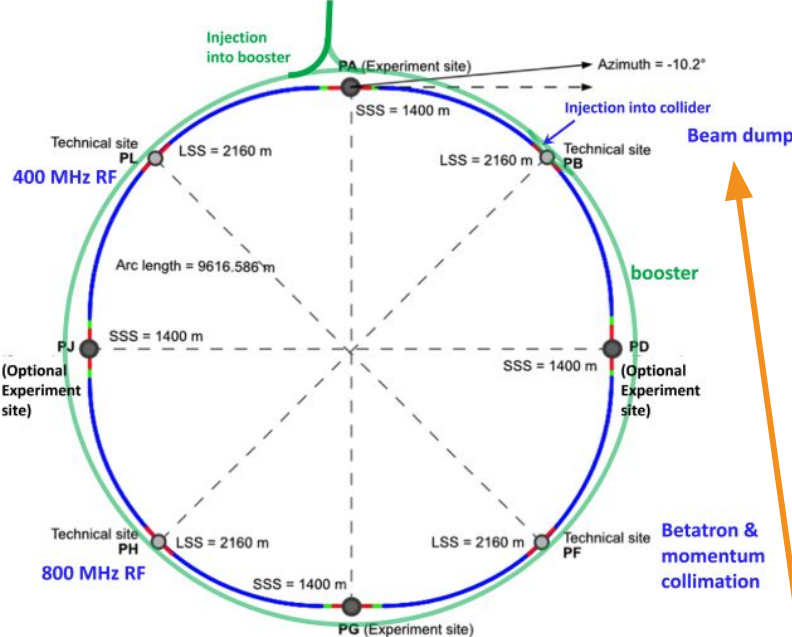 Injection
into booster
PA (Experiment site)
Azimuth = -10.2°
SSS = 1400 m
Injection into collider
Beam dump
Technical site
PL
LSS = 2160 m
400 MHz RF
LSS = 2160 m
Technical site
PB
Arc length = 9616.586 m
booster
PJ
SSS = 1400 m
(Optional
Experiment
site)
PD
SSS = 1400 m
(Optional
Experiment
site)
Technical site
PH
LSS = 2160 m
800 MHz RF
LSS = 2160 m
Technical site
PF
Betatron &
momentum
collimation
SSS = 1400 m
PG (Experiment site)